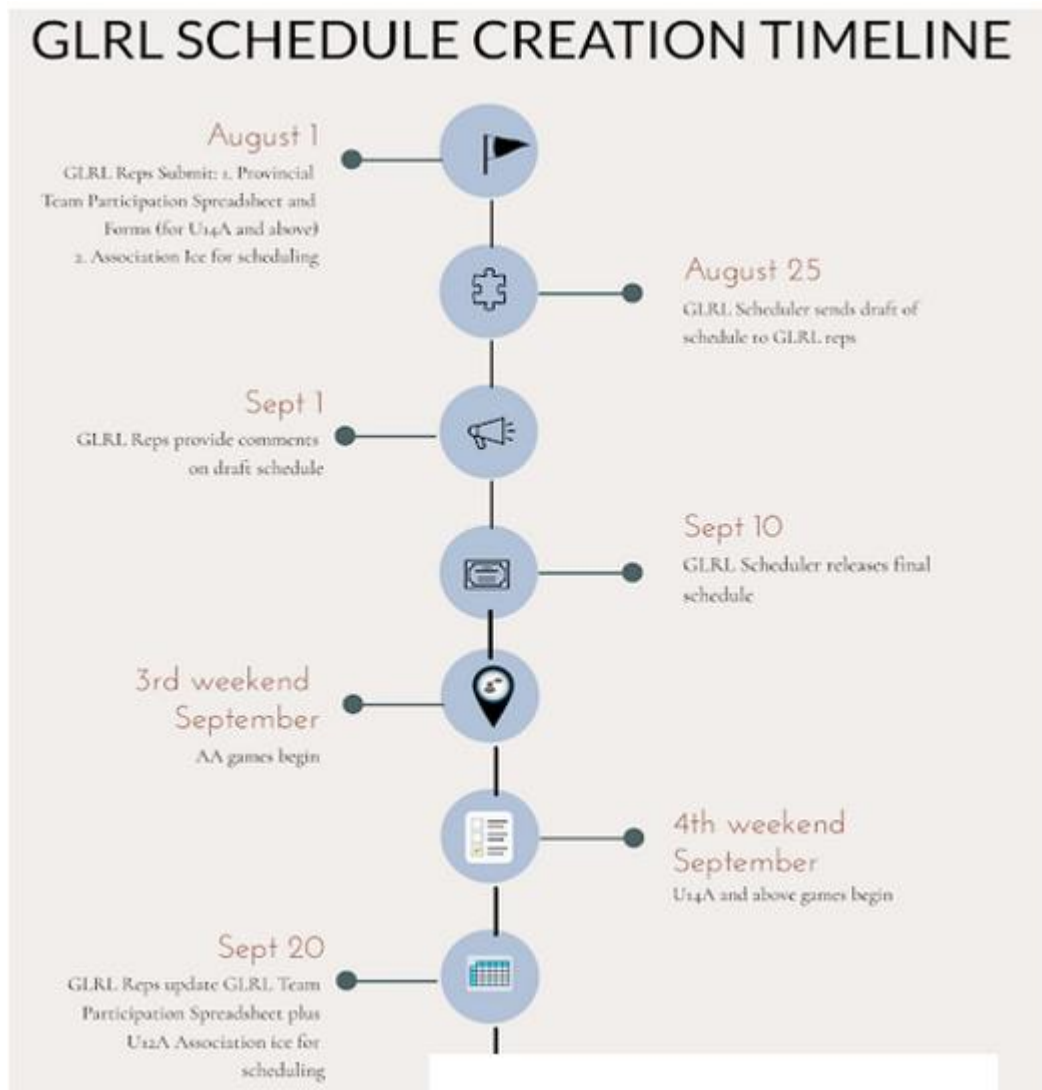 GLRL SCHEDULE CREATION TIMELINE
August 1
GLRL Reps Submit: 1. Provincial
Team Participation Spreadsheet and
Forms (for U14A and above)
2. Association Ice for scheduling
August 25
GLRL Scheduler sends draft of
schedule to GLRL reps
Sept 1
GLRL Reps provide comments
on draft schedule
Sept 10
GLRL Scheduler releases final
schedule
3rd weekend
September
AA games begin
4th weekend
September
U14A and above games begin
Sept 20
GLRL Reps update GLRL Team
Participation Spreadsheet plus
U12A Association ice for
scheduling